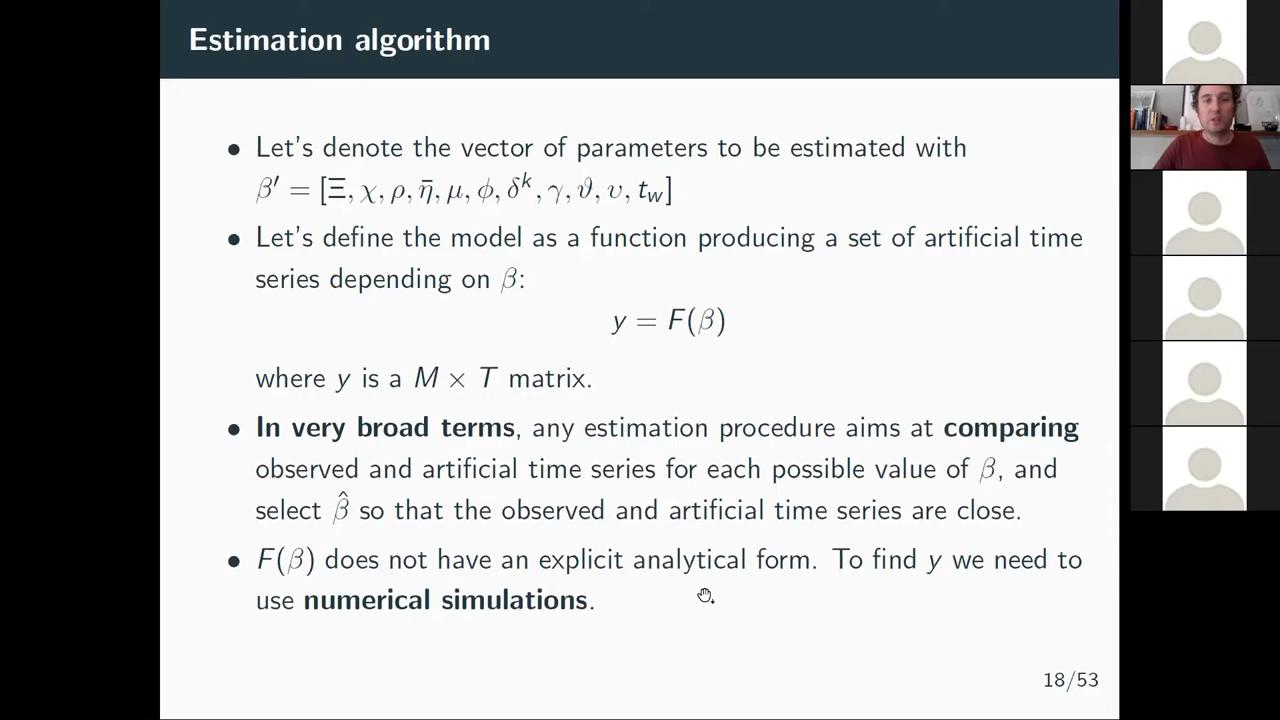 Estimation algorithm
• Let's denote the vector of parameters to be estimated with
β′ = [Ξ, χ, ρ, η̄, μ, ϕ, δᵏ, γ, ϑ, υ, t_w]
• Let's define the model as a function producing a set of artificial time
series depending on β:
y = F(β)
where y is a M × T matrix.
• In very broad terms, any estimation procedure aims at comparing
observed and artificial time series for each possible value of β, and
select β̂ so that the observed and artificial time series are close.
• F(β) does not have an explicit analytical form. To find y we need to
use numerical simulations.
18/53